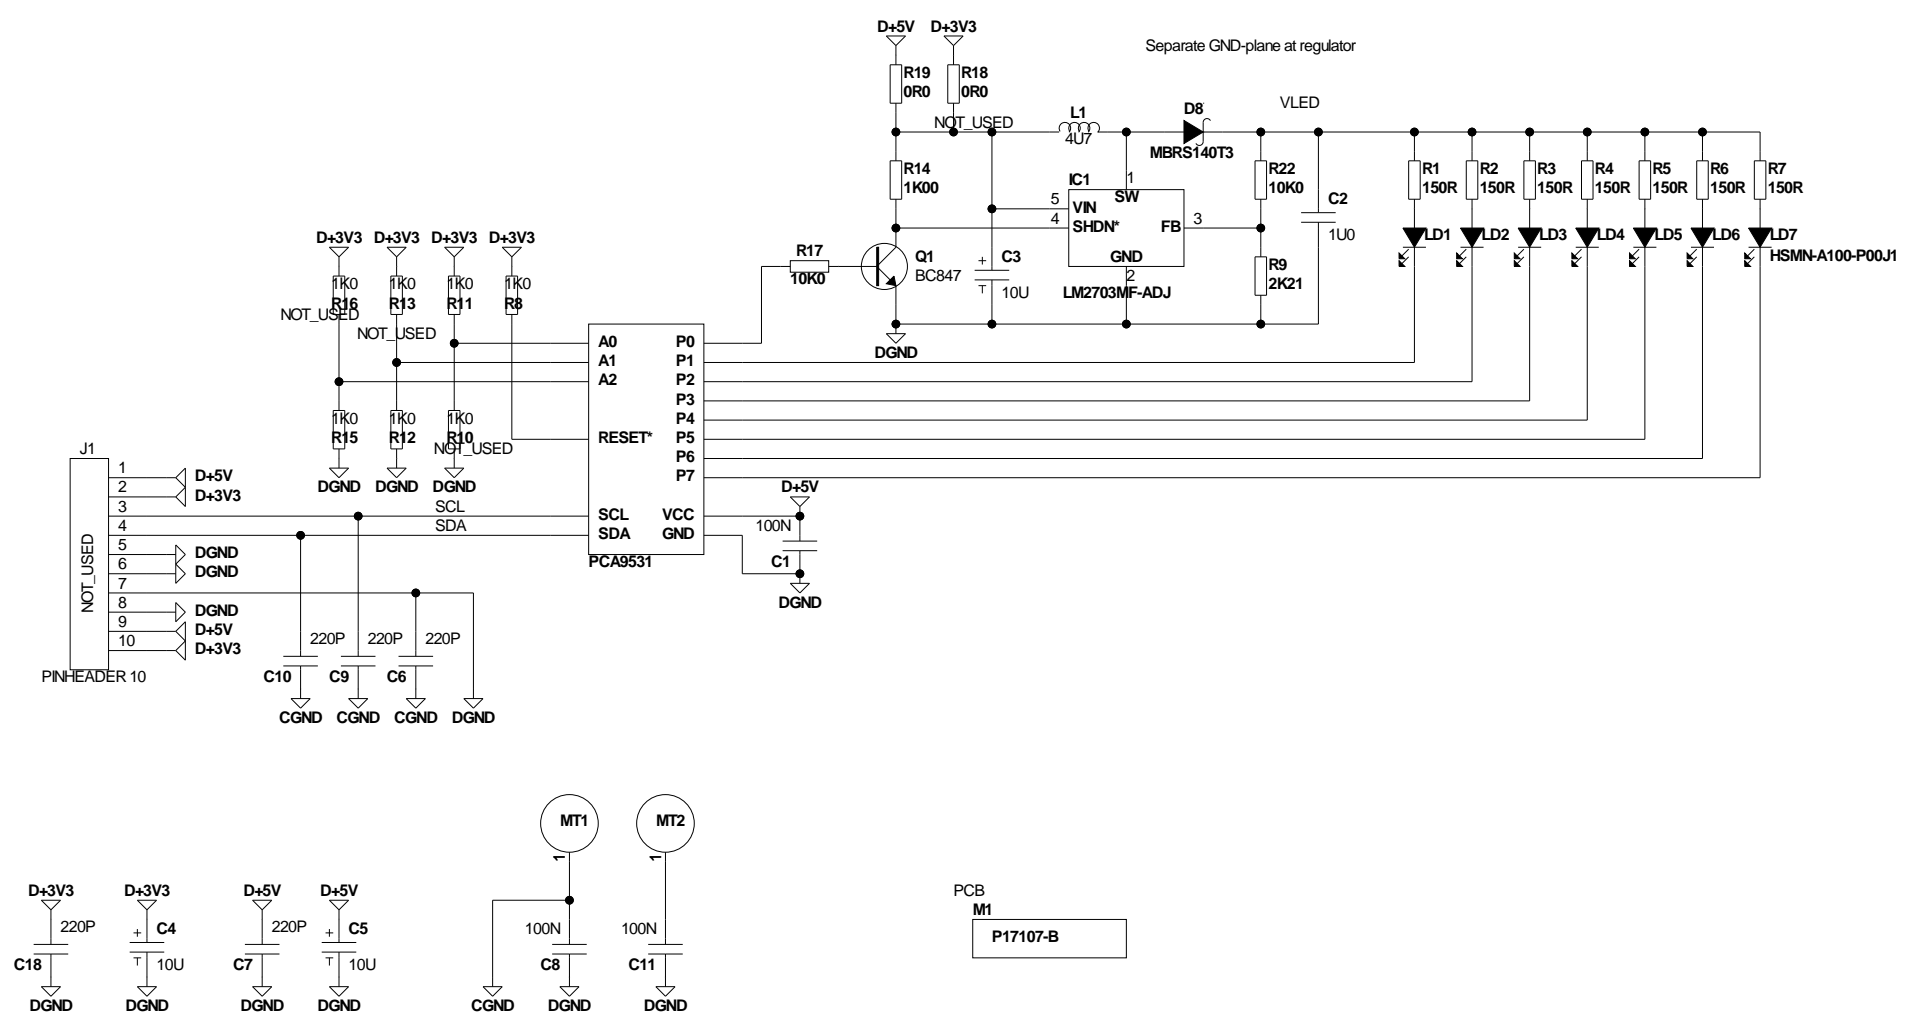 D+5V
D+3V3
Separate GND-plane at regulator
R19
0R0
R18
0R0
NOT_USED
L1
4U7
D8
MBRS140T3
VLED
R14
1K00
IC1
1
SW
5
VIN
4
SHDN*
FB
3
GND
2
LM2703MF-ADJ
R22
10K0
C2
1U0
R9
2K21
R1
150R
R2
150R
R3
150R
R4
150R
R5
150R
R6
150R
R7
150R
LD1
LD2
LD3
LD4
LD5
LD6
LD7
HSMN-A100-P00J1
R17
10K0
Q1
BC847
+
C3
10U
DGND
D+3V3
D+3V3
D+3V3
D+3V3
1K0
R16
NOT_USED
1K0
R13
NOT_USED
1K0
R11
1K0
R8
1K0
R15
1K0
R12
1K0
R10
NOT_USED
DGND
DGND
DGND
A0
A1
A2
RESET*
SCL
SDA
P0
P1
P2
P3
P4
P5
P6
P7
VCC
GND
PCA9531
D+5V
100N
C1
DGND
J1
NOT_USED
1
D+5V
2
D+3V3
3
SCL
4
SDA
5
DGND
6
DGND
7
8
DGND
9
D+5V
10
D+3V3
PINHEADER 10
220P
C10
220P
C9
220P
C6
CGND
CGND
CGND
DGND
MT1
1
MT2
1
D+3V3
220P
C18
DGND
D+3V3
+
C4
10U
DGND
D+5V
220P
C7
DGND
D+5V
+
C5
10U
DGND
CGND
100N
C8
DGND
100N
C11
DGND
PCB
M1
P17107-B